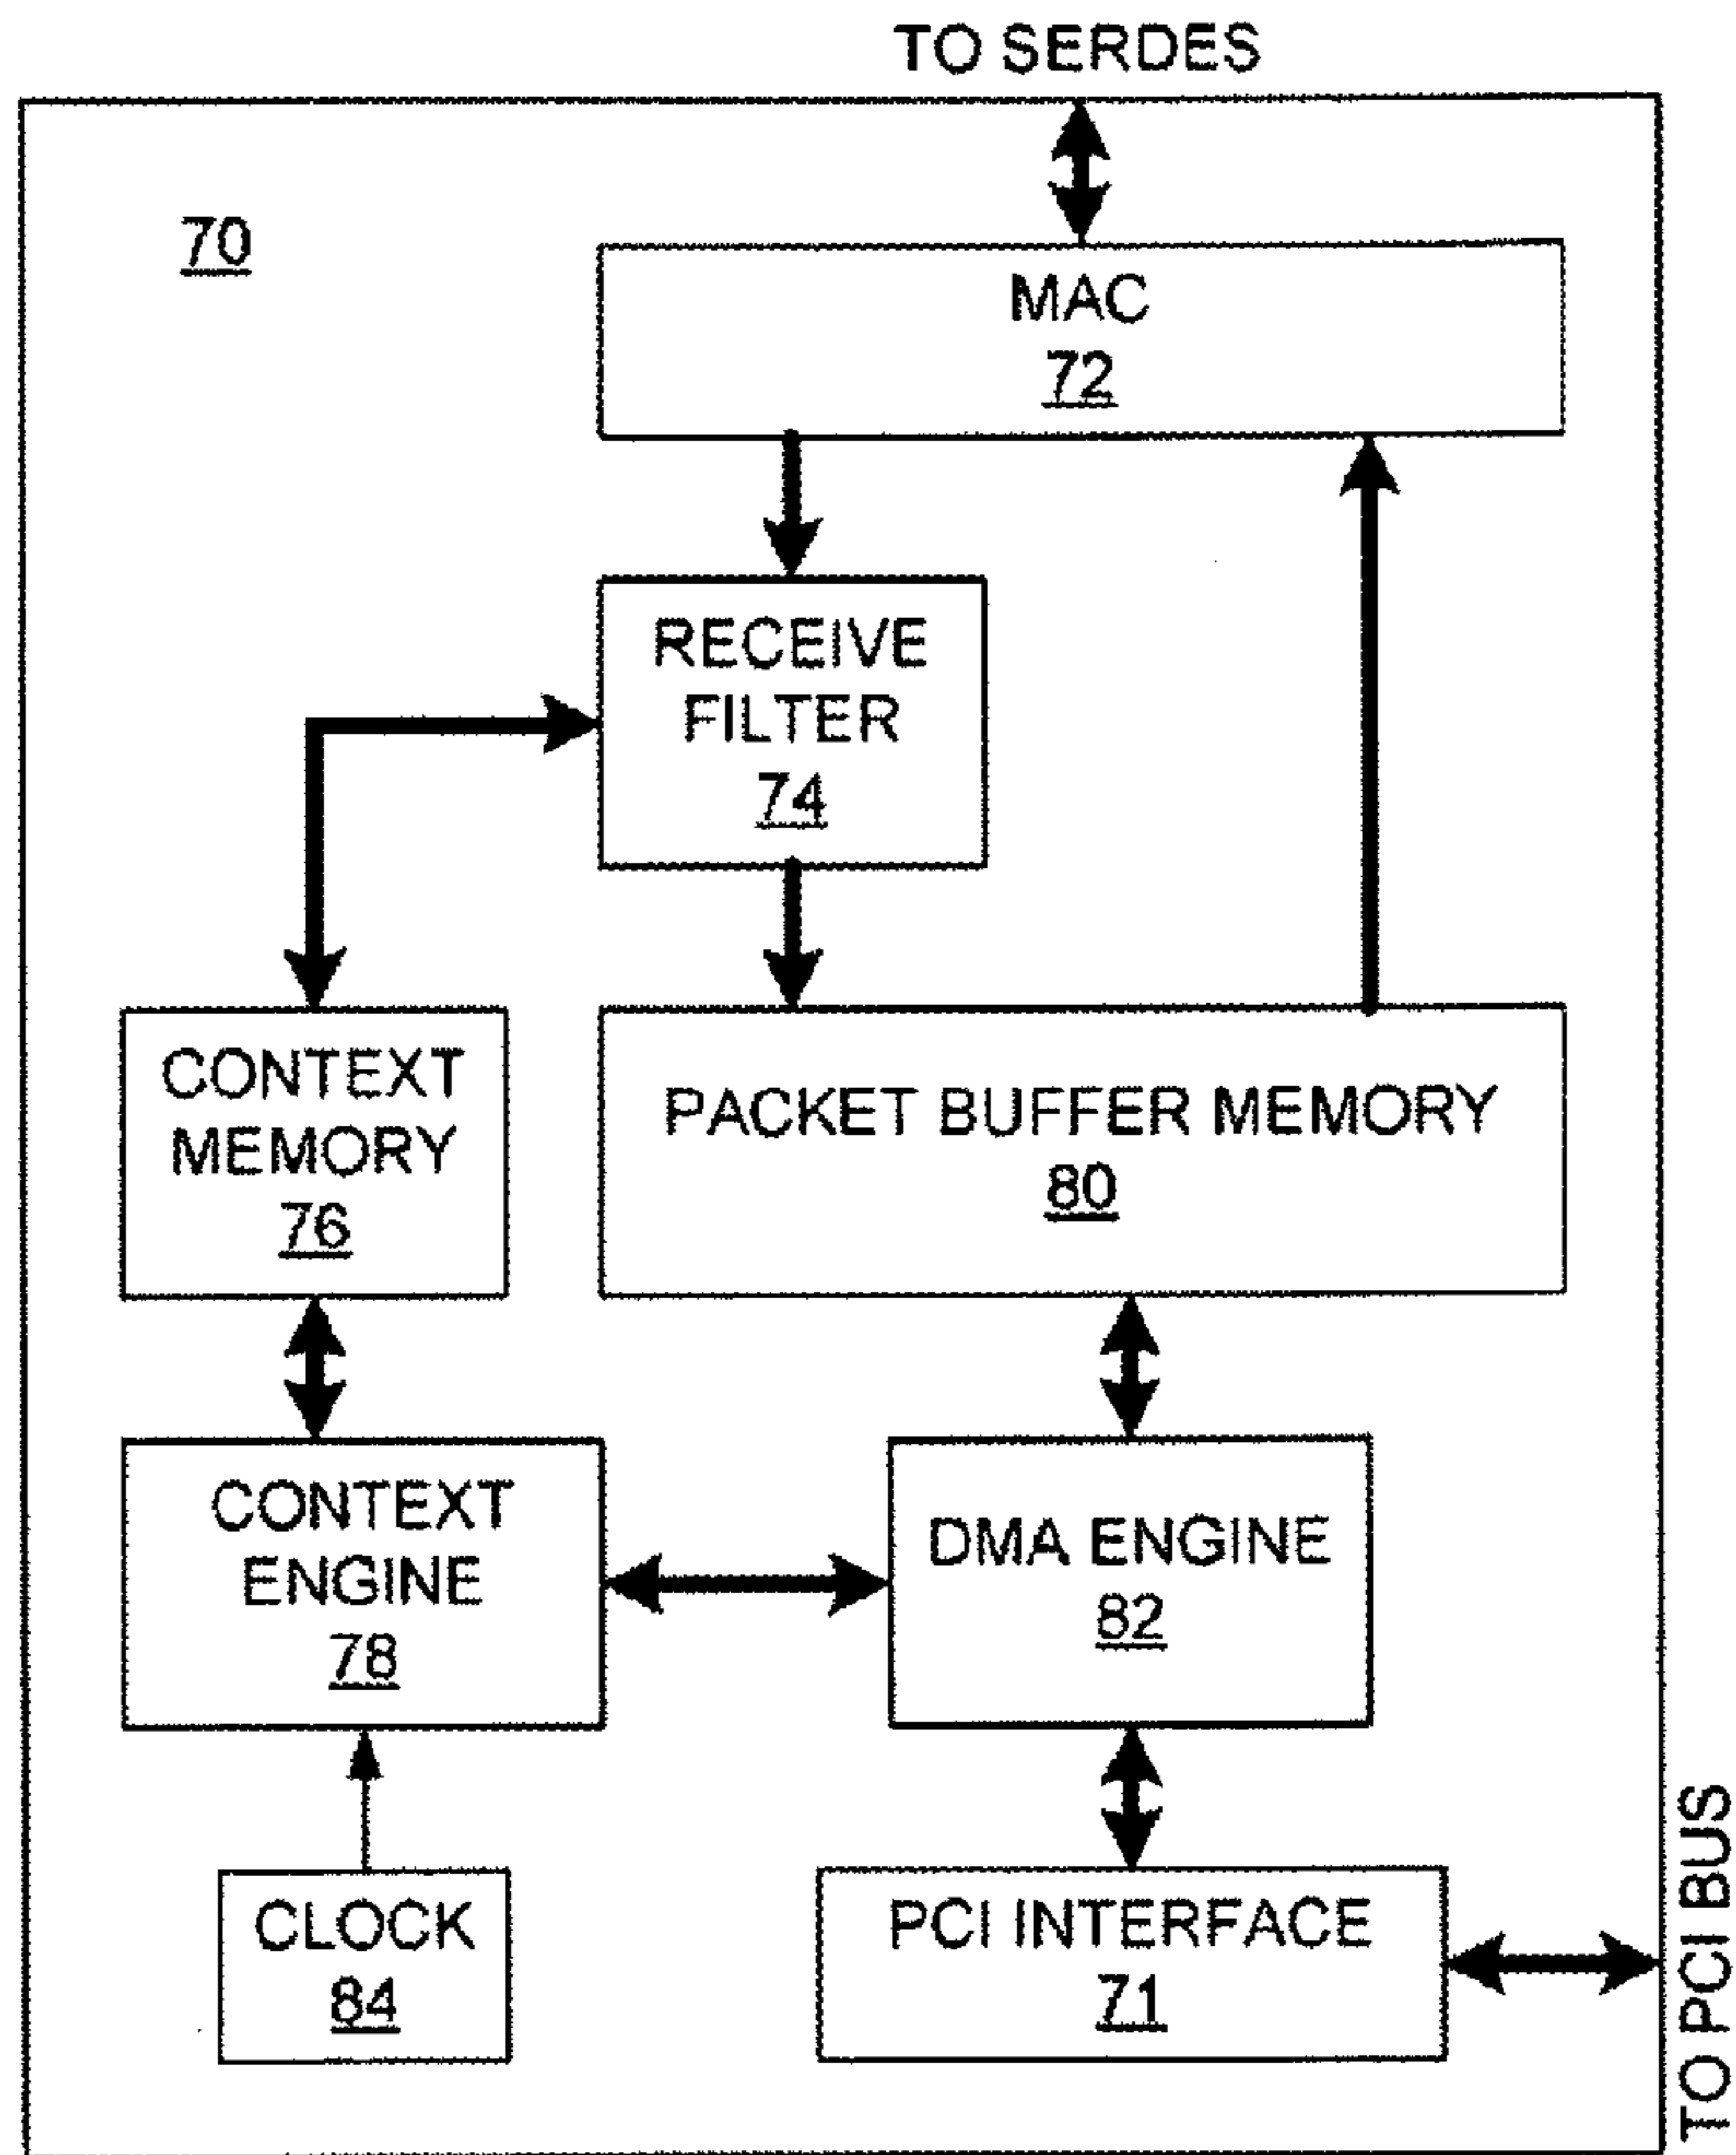 TO SERDES
70
MAC
72
RECEIVE
FILTER
74
CONTEXT
MEMORY
76
PACKET BUFFER MEMORY
80
CONTEXT
ENGINE
78
DMA ENGINE
82
CLOCK
84
PCI INTERFACE
71
TO PCI BUS